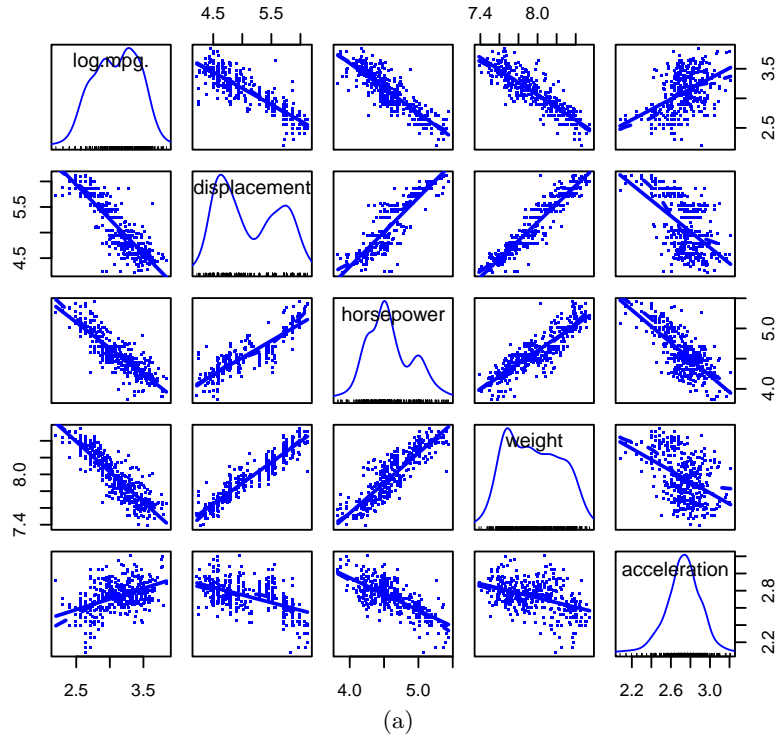 4.5 5.5 7.4 8.0
log.mpg.
2.5 3.5
displacement
4.5 5.5
horsepower
4.0 5.0
weight
7.4 8.0
acceleration
2.2 2.8
2.5 3.5 4.0 5.0 2.2 2.6 3.0
(a)